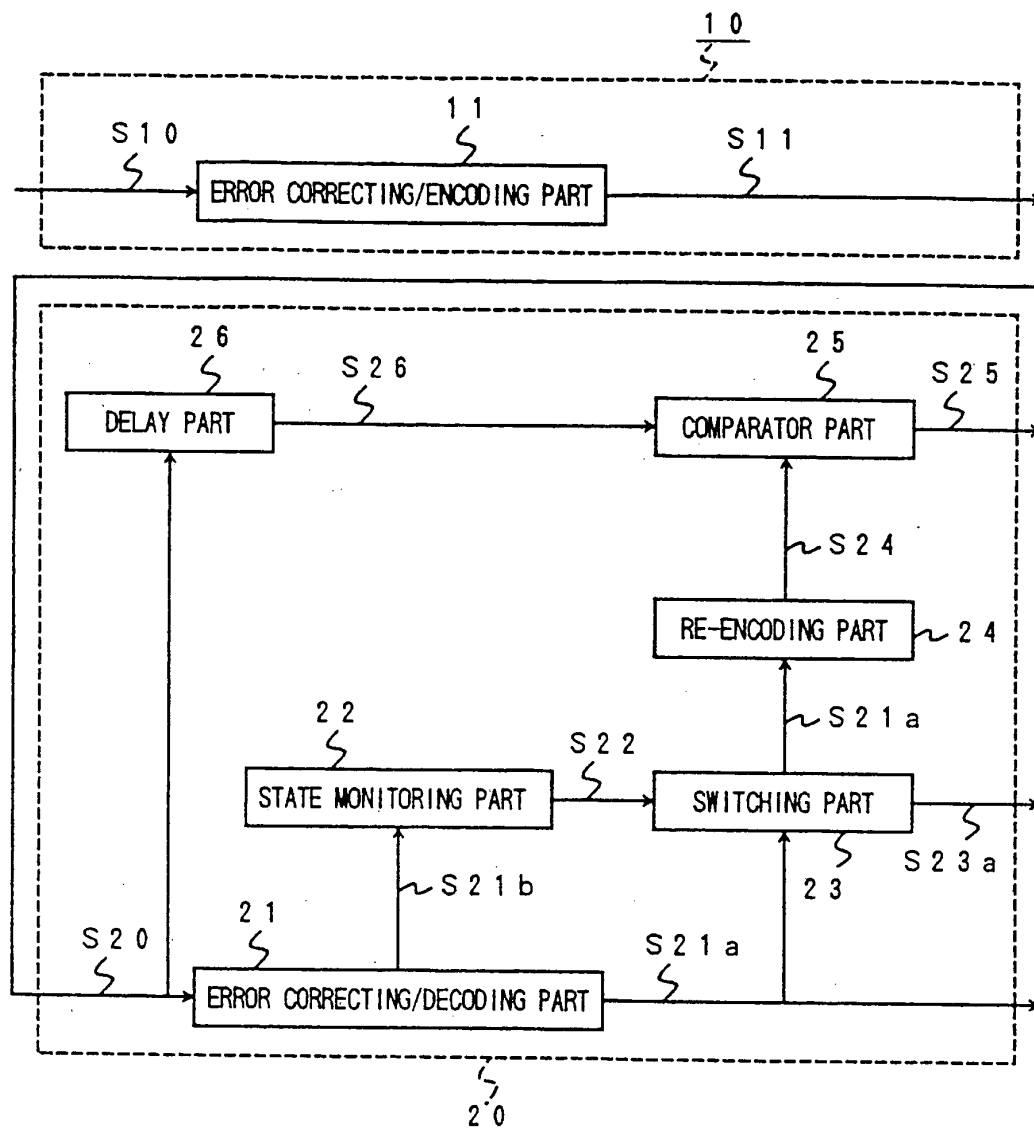 10
S10
11
S11
ERROR CORRECTING/ENCODING PART
26
S26
25
S25
DELAY PART
COMPARATOR PART
S24
RE-ENCODING PART
24
22
S22
S21a
STATE MONITORING PART
SWITCHING PART
S23a
S21b
23
S20
21
S21a
ERROR CORRECTING/DECODING PART
20